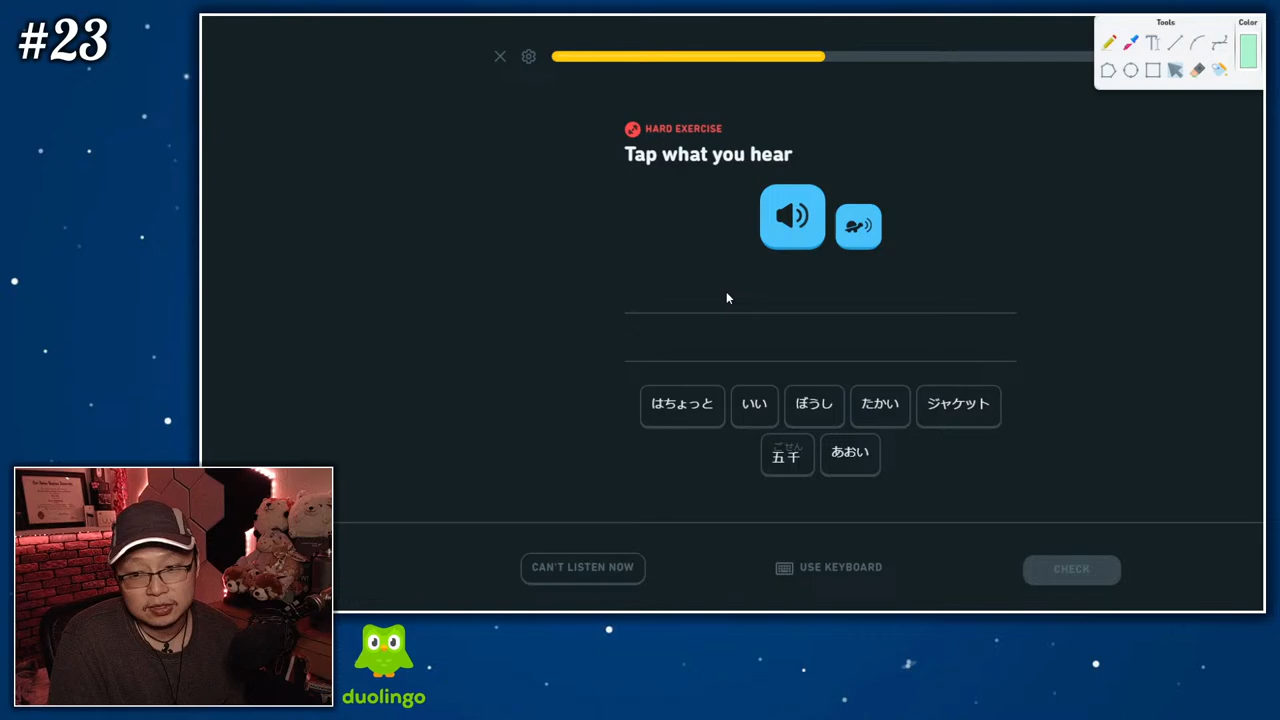 #23
Tools
Color
HARD EXERCISE
Tap what you hear
はちょっと いい ぼうし たかい ジャケット
ごせん
五千 あおい
CAN'T LISTEN NOW
USE KEYBOARD
CHECK
duolingo